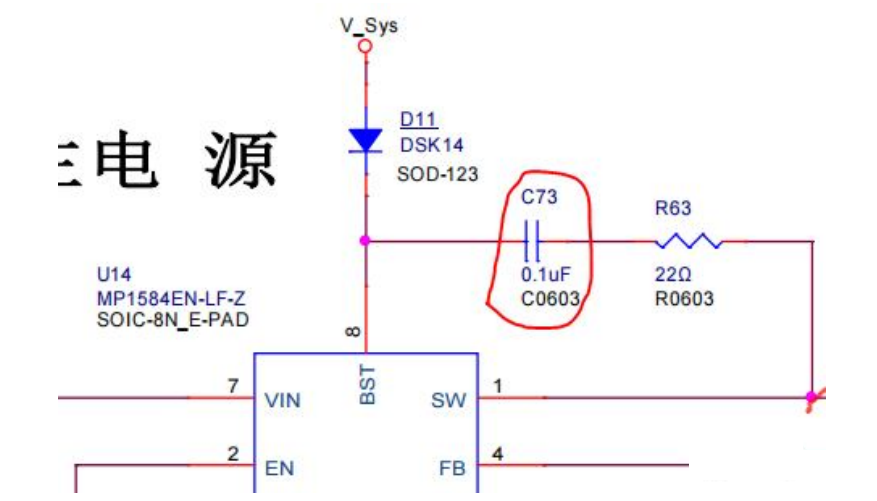 V_Sys
D11
DSK14
SOD-123
电 源
C73
R63
0.1uF
22Ω
C0603
R0603
U14
MP1584EN-LF-Z
SOIC-8N_E-PAD
8
BST
7
VIN
SW
1
2
EN
FB
4